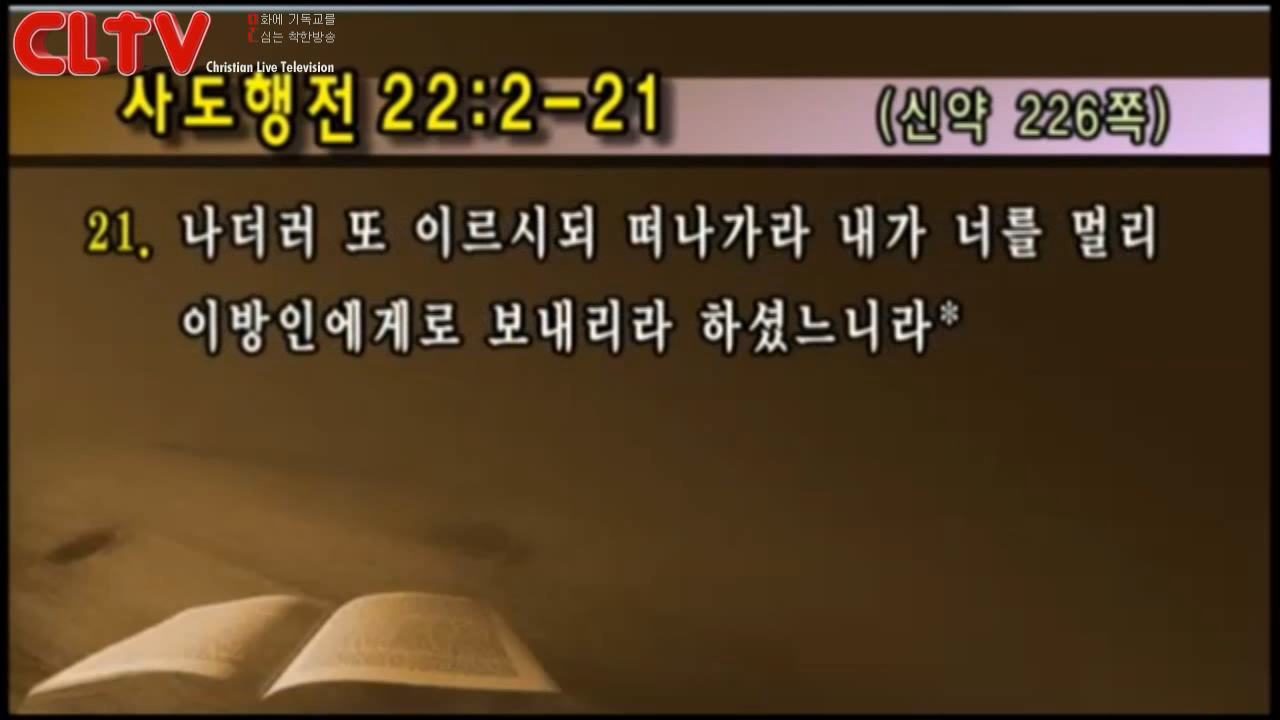 CLTV
화에 기독교를
심는 착한방송
Christian Live Television
사도행전 22:2-21 (신약 226쪽)
21. 나더러 또 이르시되 떠나가라 내가 너를 멀리
이방인에게로 보내리라 하셨느니라*